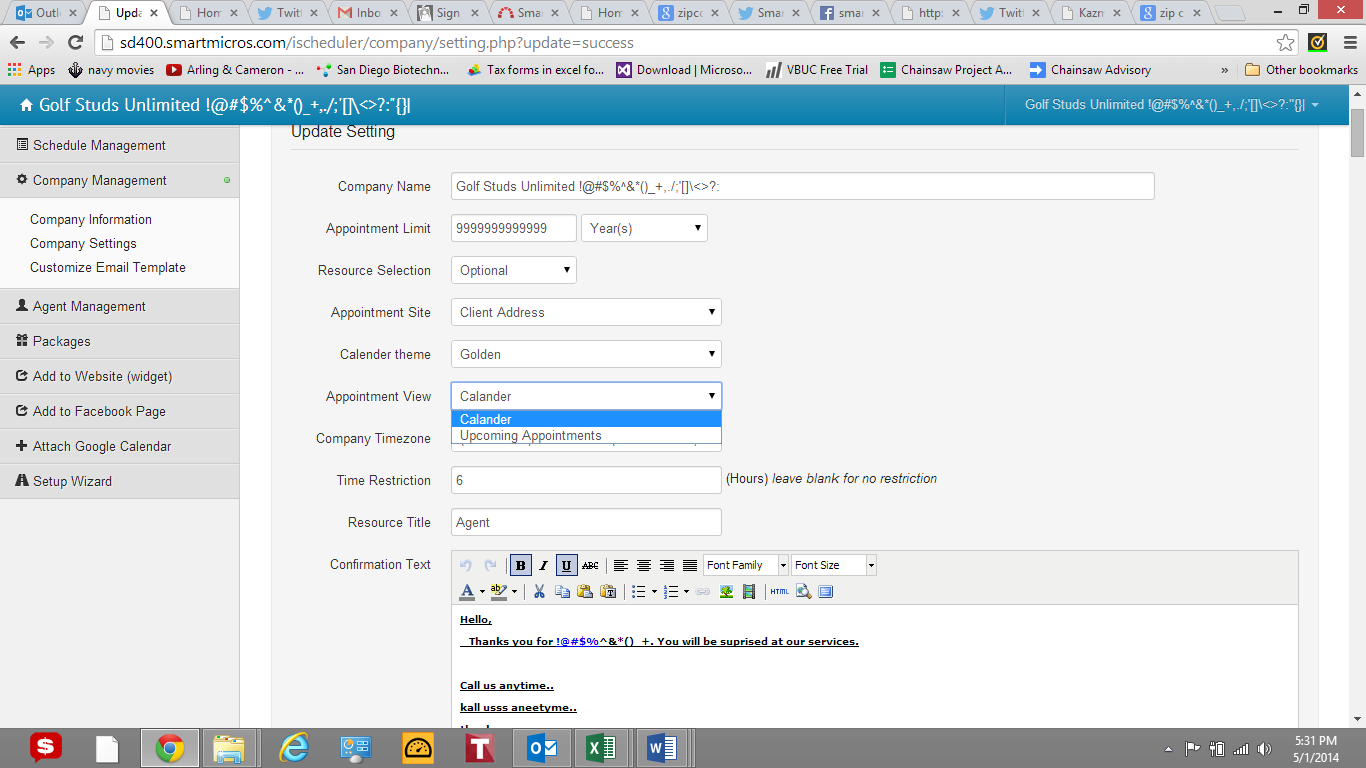 Outlo
Upda
Hom
Twitt
Inbo
Sign
Smar
Hom
zipco
Smar
smar
http:
Twitt
Kazm
zip c
sd400.smartmicros.com/ischeduler/company/setting.php?update=success
Apps
navy movies
Arling & Cameron - ...
San Diego Biotechn...
Tax forms in excel fo...
Download | Microso...
VBUC Free Trial
Chainsaw Project A...
Chainsaw Advisory
»
Other bookmarks
Golf Studs Unlimited !@#$%^&*()_+,./;'[]\<>?:"{}|
Golf Studs Unlimited !@#$%^&*()_+,./;'[]\<>?:"{}|
Schedule Management
Company Management
Company Information
Company Settings
Customize Email Template
Agent Management
Packages
Add to Website (widget)
Add to Facebook Page
Attach Google Calendar
Setup Wizard
Update Setting
Company Name Golf Studs Unlimited !@#$%^&*()_+,./;'[]\<>?:
Appointment Limit 9999999999999 Year(s)
Resource Selection Optional
Appointment Site Client Address
Calender theme Golden
Appointment View Calander
Calander
Upcoming Appointments
Company Timezone
Time Restriction 6 (Hours) leave blank for no restriction
Resource Title Agent
Confirmation Text
B I U ABC Font Family Font Size
A ab HTML
Hello,
Thanks you for !@#$%^&*()_+. You will be suprised at our services.
Call us anytime..
kall usss aneetyme..
5:31 PM
5/1/2014